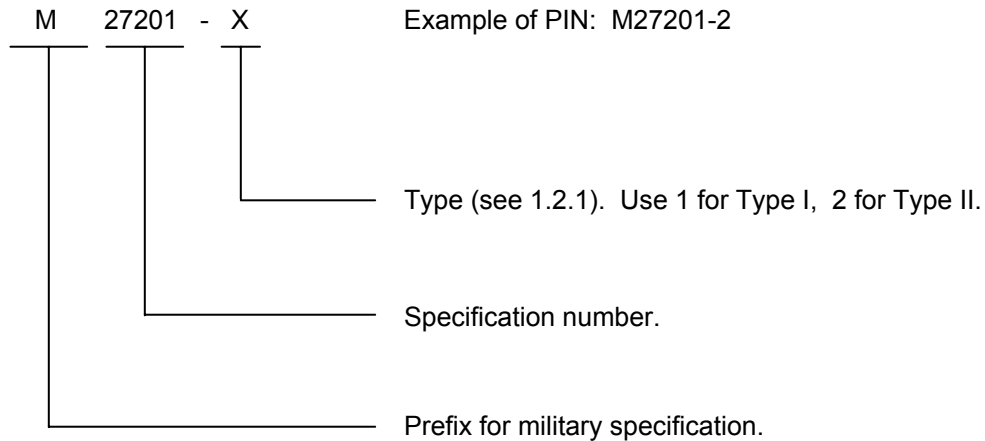 M 27201 - X Example of PIN: M27201-2
Type (see 1.2.1). Use 1 for Type I, 2 for Type II.
Specification number.
Prefix for military specification.